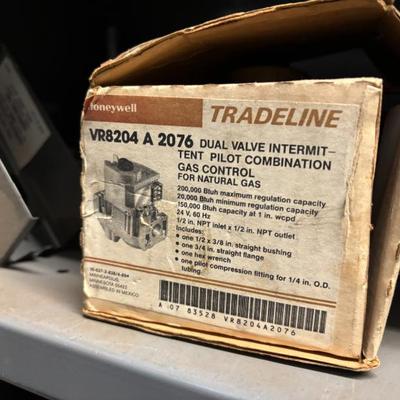 Honeywell
TRADELINE
VR8204 A 2076 DUAL VALVE INTERMIT-
TENT PILOT COMBINATION
GAS CONTROL
FOR NATURAL GAS
200,000 Btuh maximum regulation capacity
20,000 Btuh minimum regulation capacity
150,000 Btuh capacity at 1 in. wcpd
24 V, 60 Hz
1/2 in. NPT inlet x 1/2 in. NPT outlet
Includes:
• one 1/2 x 3/8 in. straight bushing
• one 3/4 in. straight flange
• one hex wrench
• one pilot compression fitting for 1/4 in. O.D.
tubing.
MINNEAPOLIS,
MINNESOTA 55422
ASSEMBLED IN MEXICO
A 07 83528 VR8204A2076